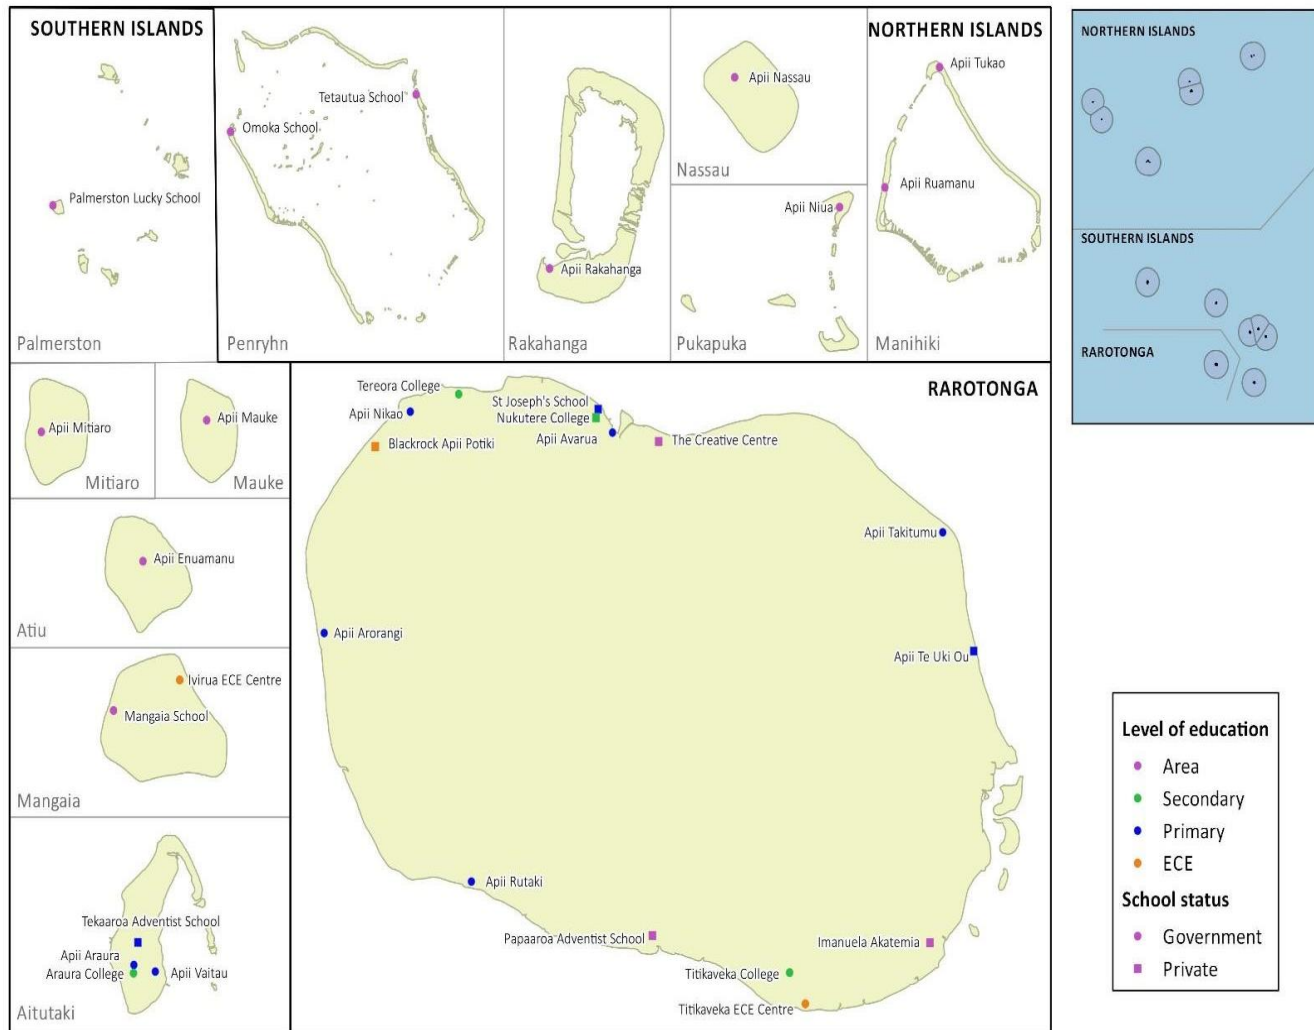 SOUTHERN ISLANDS
Palmerston Lucky School
Palmerston
Tetautua School
Omoka School
Penryhn
Apii Rakahanga
Rakahanga
Apii Nassau
Nassau
Apii Niua
Pukapuka
NORTHERN ISLANDS
Apii Tukao
Apii Ruamanu
Manihiki
NORTHERN ISLANDS
SOUTHERN ISLANDS
RAROTONGA
Apii Mitiaro
Mitiaro
Apii Mauke
Mauke
Apii Enuamanu
Atiu
Ivirua ECE Centre
Mangaia School
Mangaia
Tekaaroa Adventist School
Apii Araura
Araura College
Apii Vaitau
Aitutaki
RAROTONGA
Tereora College
Apii Nikao
Blackrock Apii Potiki
St Joseph's School
Nukutere College
Apii Avarua
The Creative Centre
Apii Takitumu
Apii Arorangi
Apii Te Uki Ou
Apii Rutaki
Papaaroa Adventist School
Imanuela Akatemia
Titikaveka College
Titikaveka ECE Centre
Level of education
Area
Secondary
Primary
ECE
School status
Government
Private